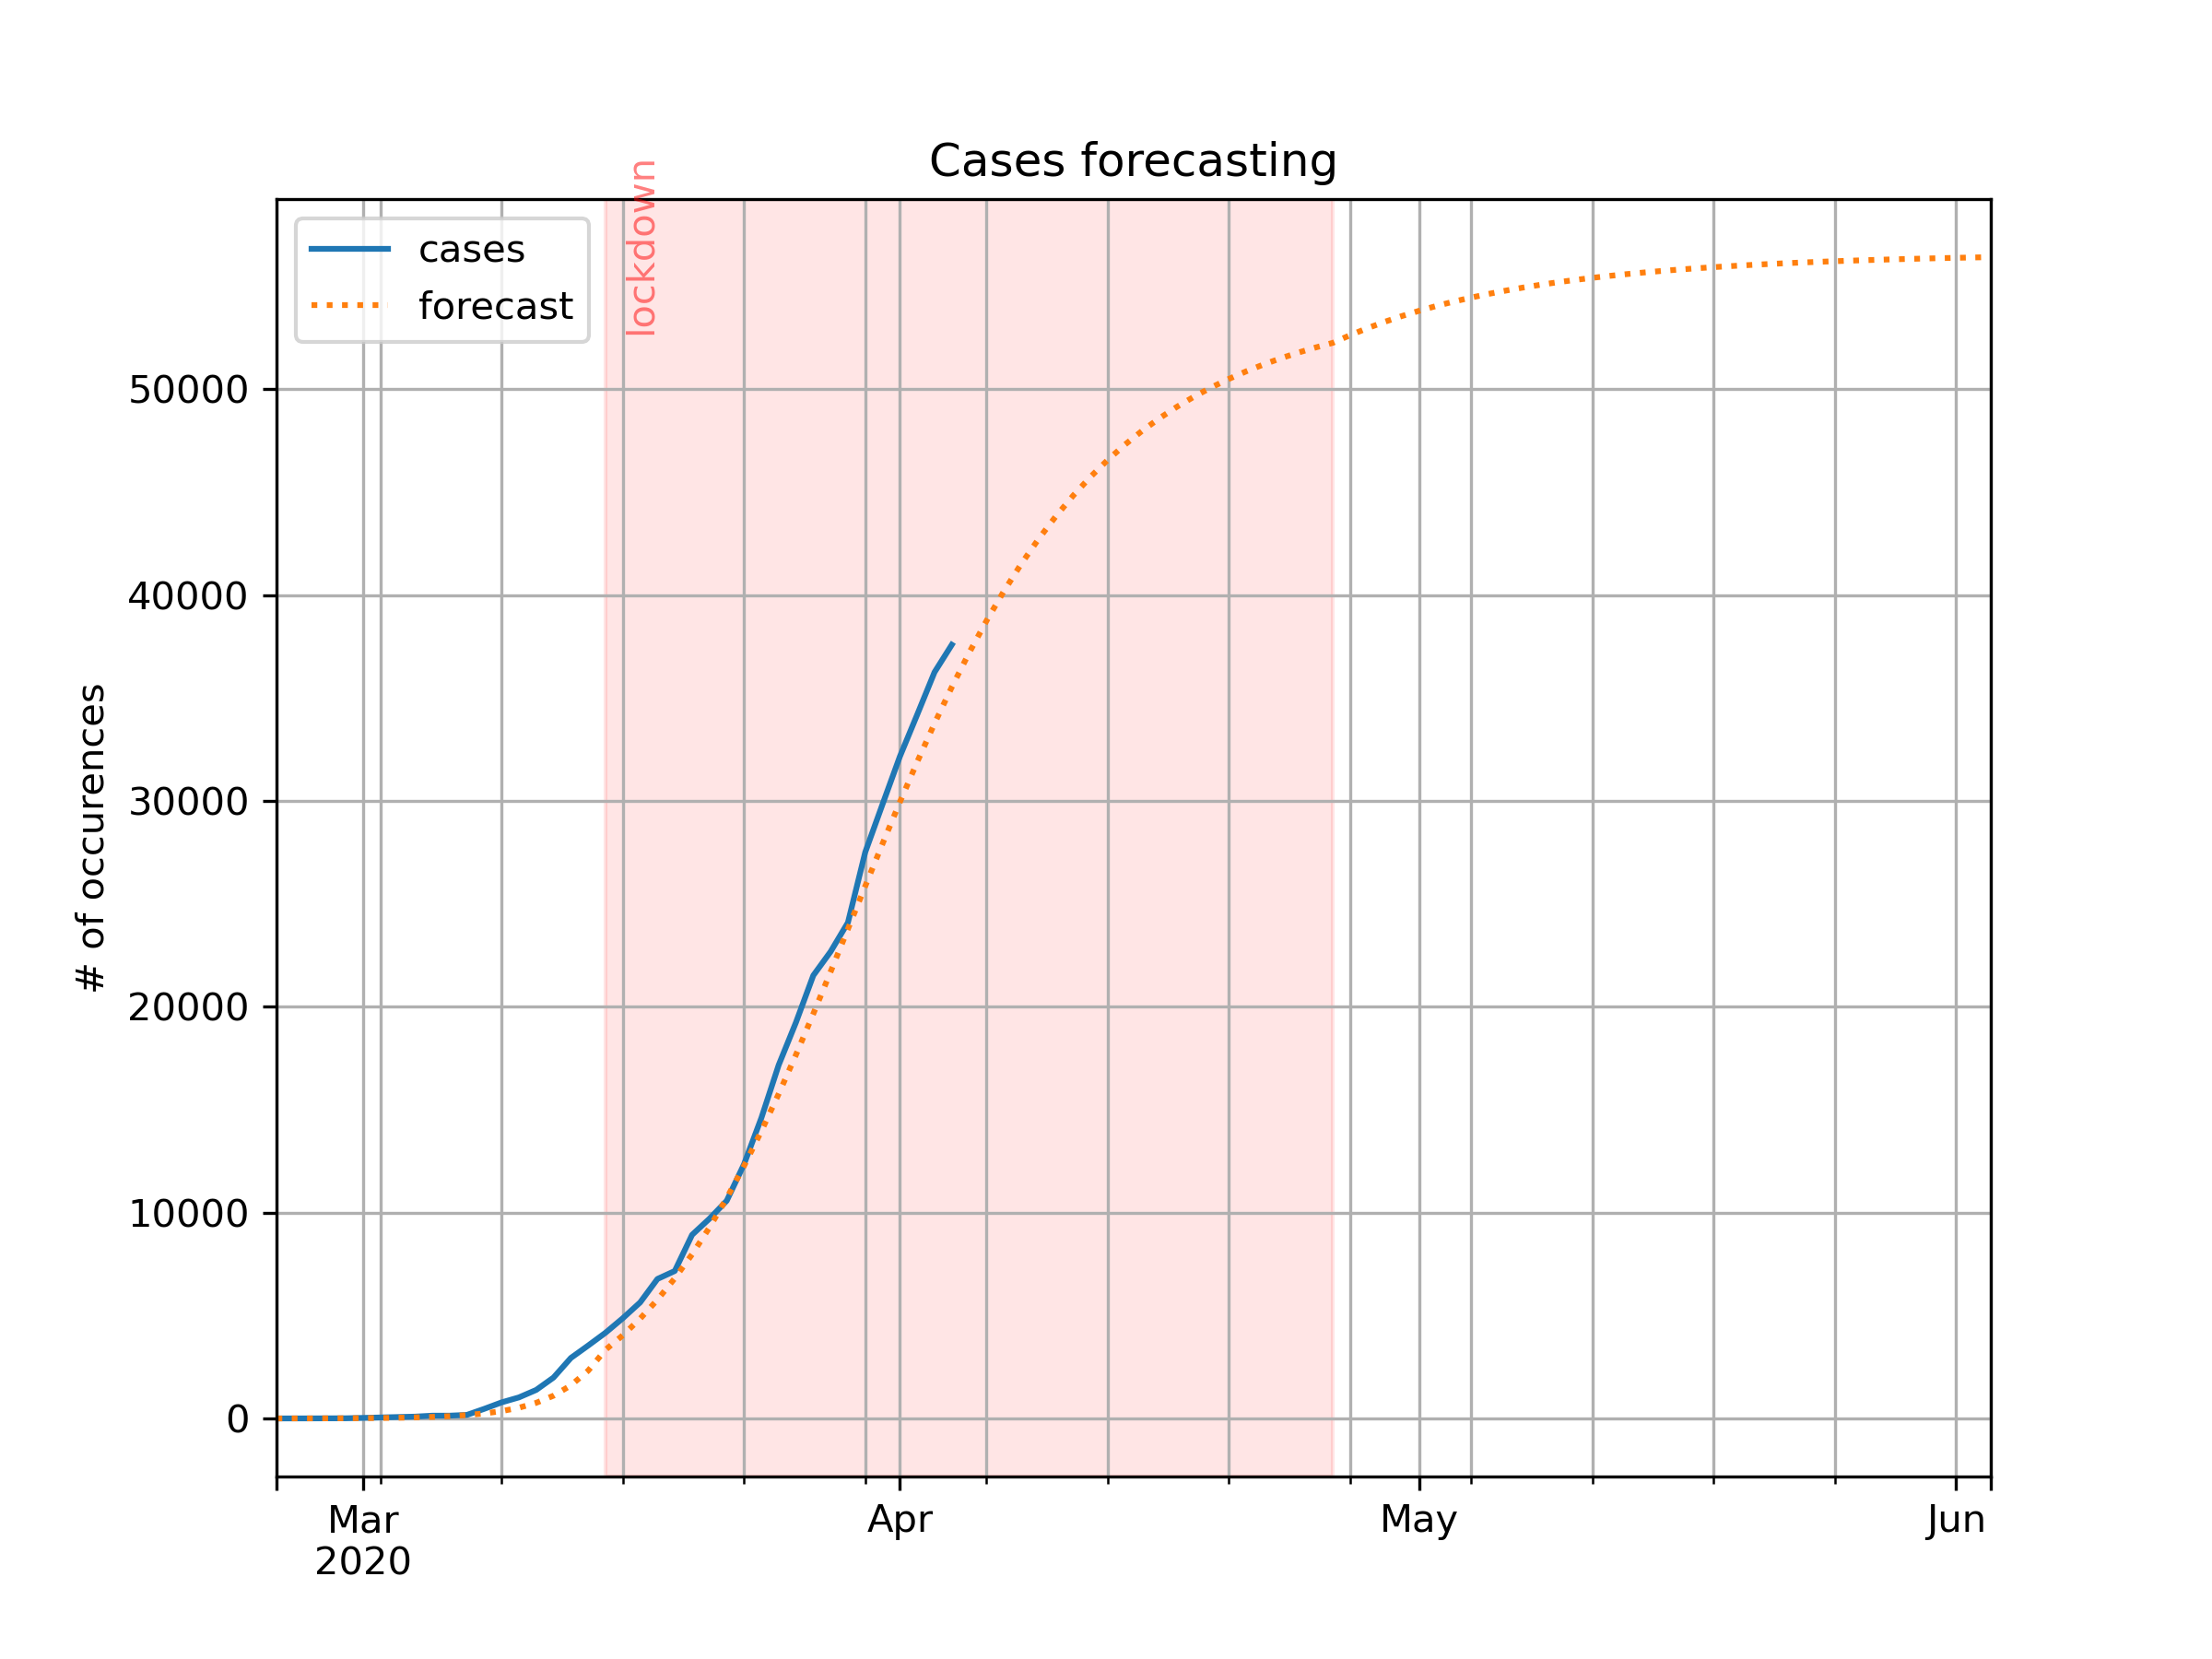 Cases forecasting
lockdown
cases
forecast
# of occurences
50000
40000
30000
20000
10000
0
Mar
2020
Apr
May
Jun